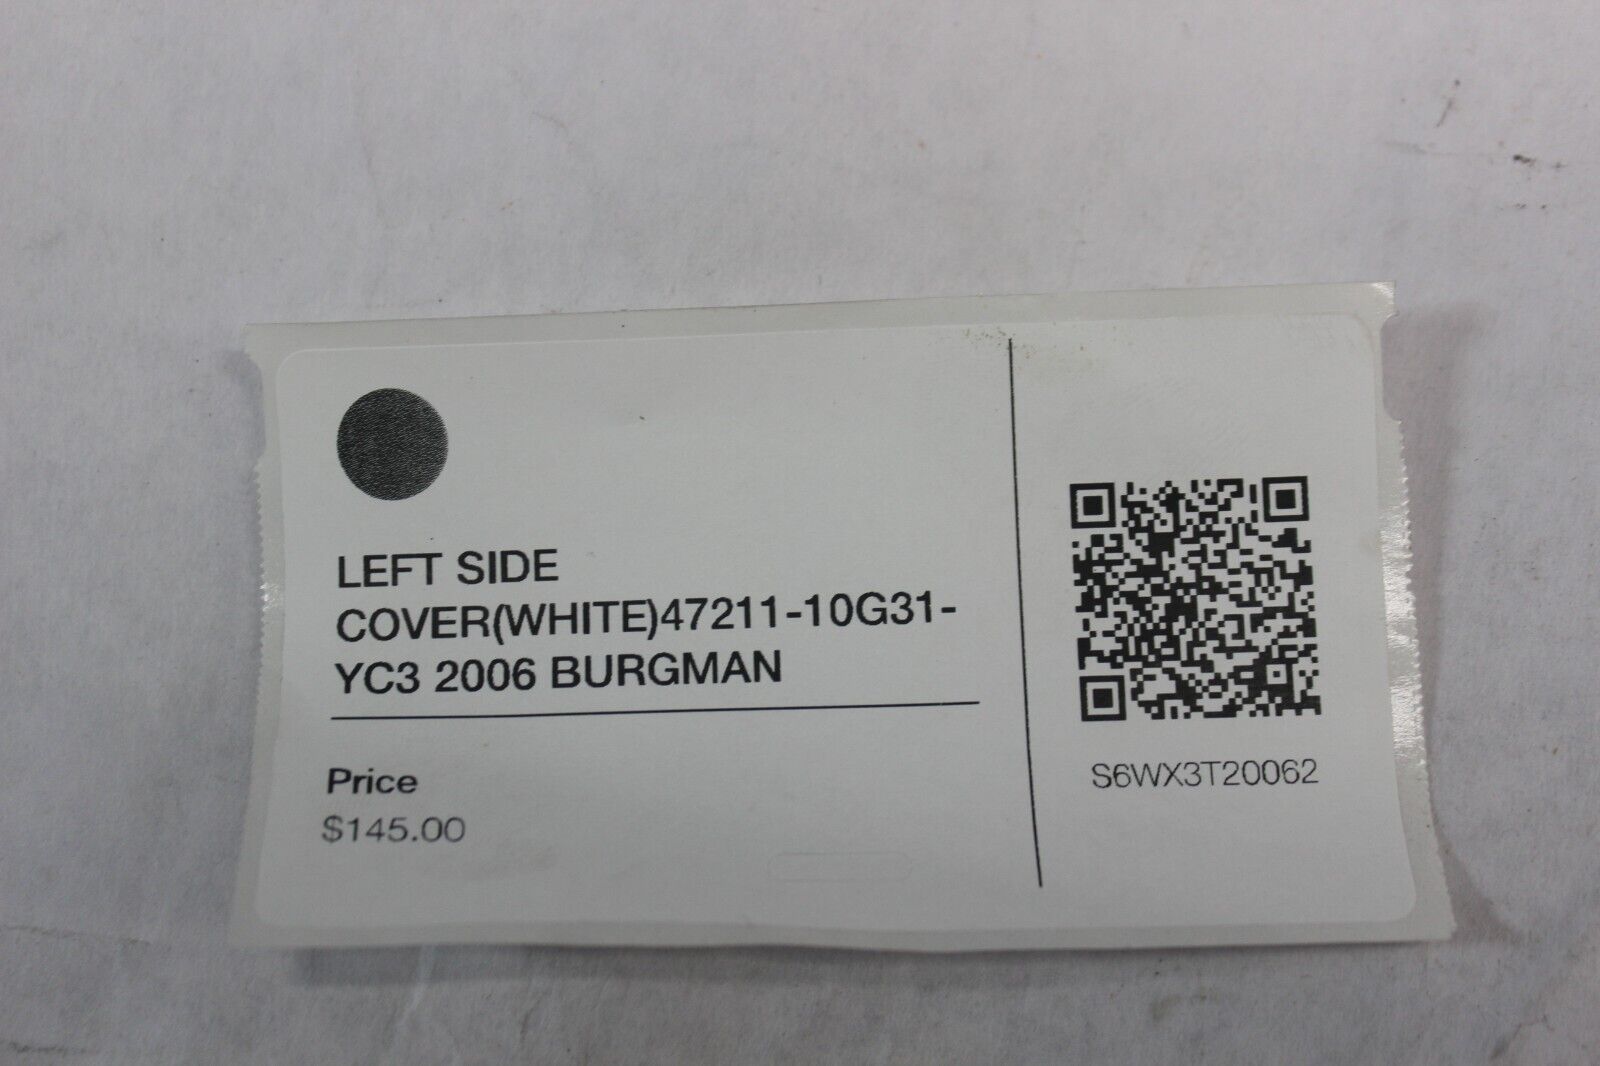 LEFT SIDE
COVER(WHITE)47211-10G31-
YC3 2006 BURGMAN
Price
$145.00
S6WX3T20062